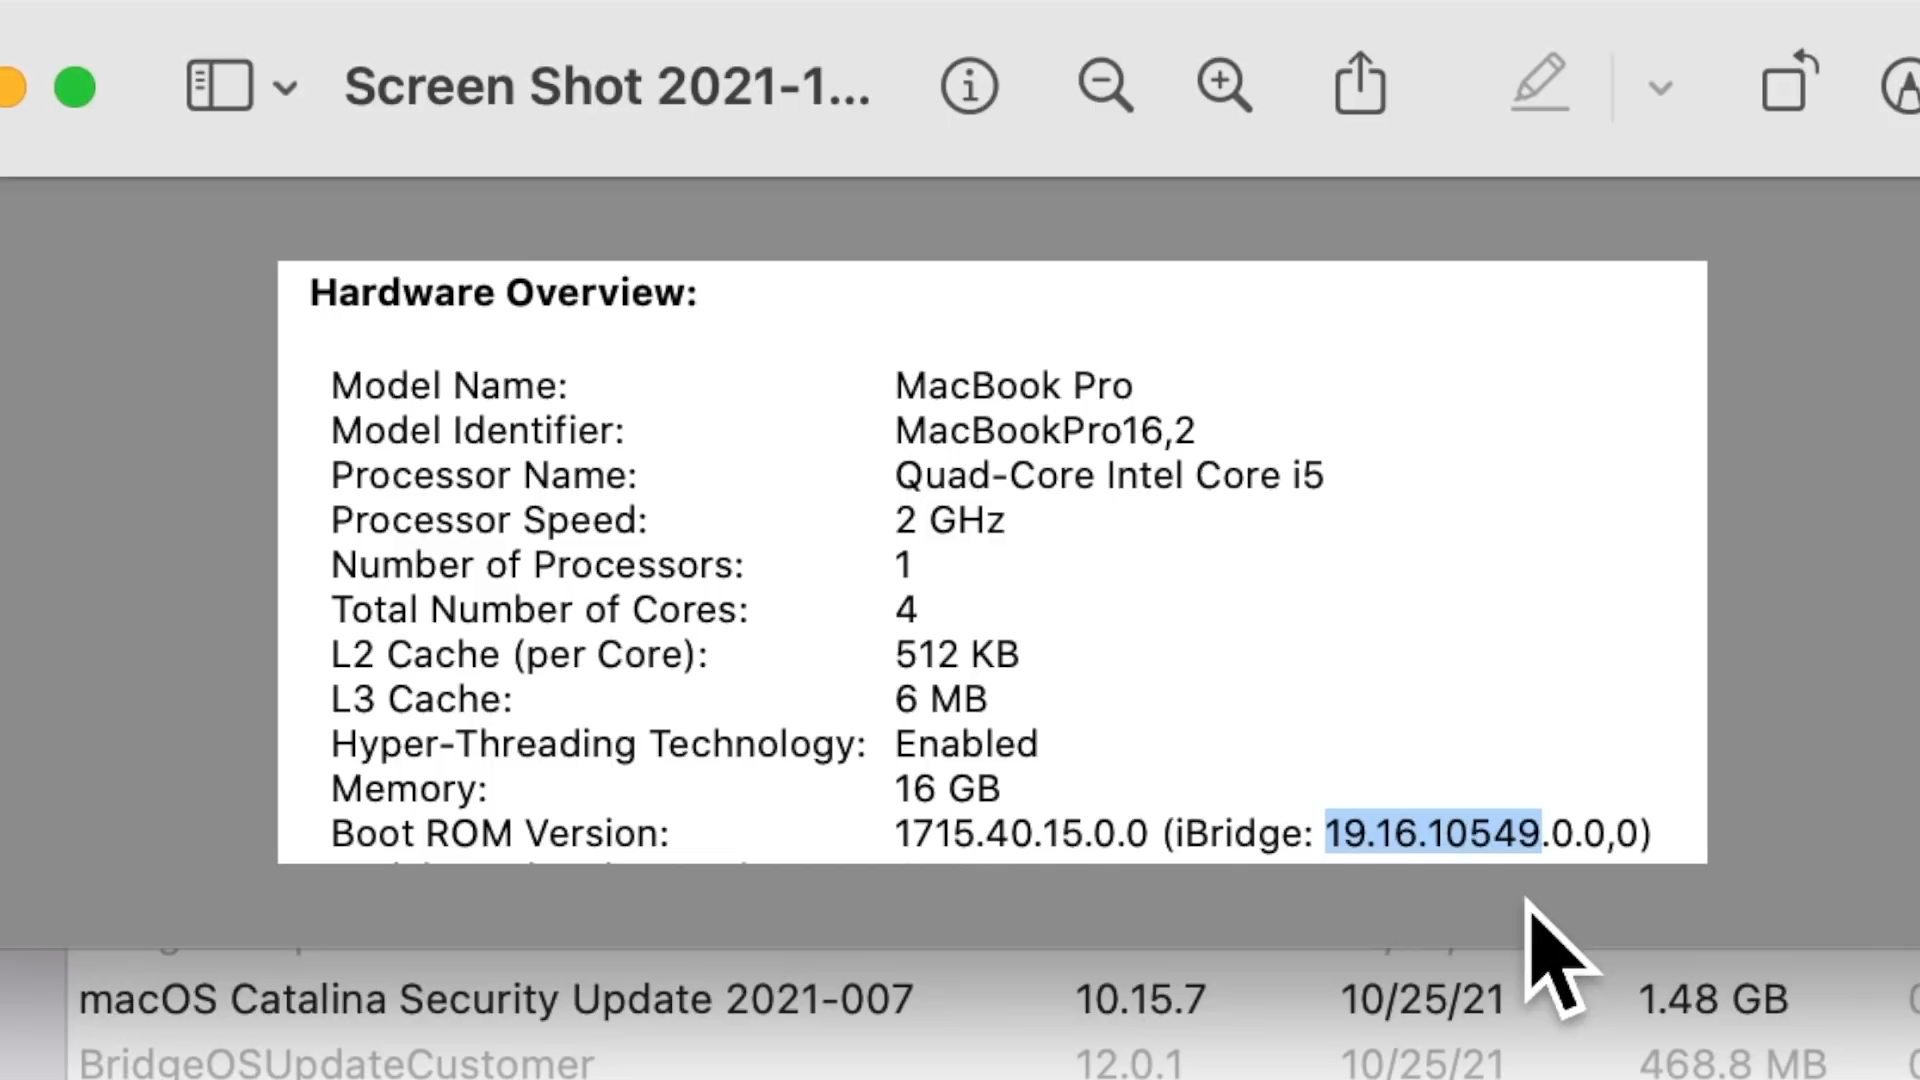 Screen Shot 2021-1...
Hardware Overview:
Model Name: MacBook Pro
Model Identifier: MacBookPro16,2
Processor Name: Quad-Core Intel Core i5
Processor Speed: 2 GHz
Number of Processors: 1
Total Number of Cores: 4
L2 Cache (per Core): 512 KB
L3 Cache: 6 MB
Hyper-Threading Technology: Enabled
Memory: 16 GB
Boot ROM Version: 1715.40.15.0.0 (iBridge: 19.16.10549.0.0,0)
macOS Catalina Security Update 2021-007 10.15.7 10/25/21 1.48 GB
BridgeOSUpdateCustomer 12.0.1 10/25/21 468.8 MB